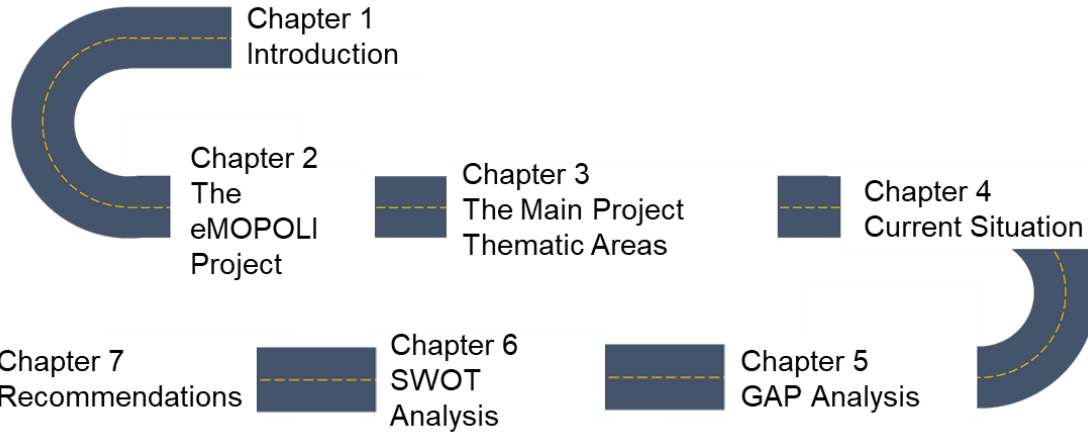 Chapter 1
Introduction
Chapter 2
The
eMOPOLI
Project
Chapter 3
The Main Project
Thematic Areas
Chapter 4
Current Situation
Chapter 5
GAP Analysis
Chapter 6
SWOT
Analysis
Chapter 7
Recommendations